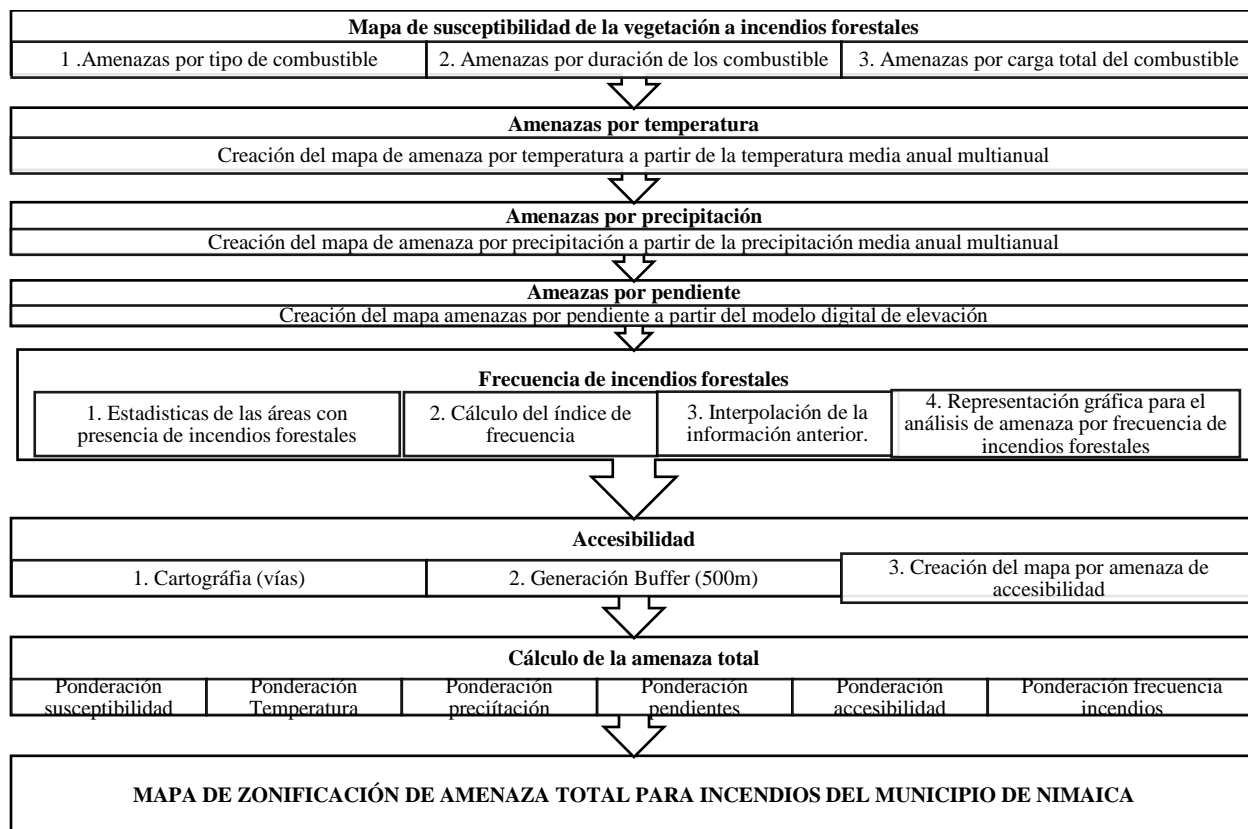 Mapa de susceptibilidad de la vegetación a incendios forestales
1 .Amenazas por tipo de combustible
2. Amenazas por duración de los combustible
3. Amenazas por carga total del combustible
Amenazas por temperatura
Creación del mapa de amenaza por temperatura a partir de la temperatura media anual multianual
Amenazas por precipitación
Creación del mapa de amenaza por precipitación a partir de la precipitación media anual multianual
Ameazas por pendiente
Creación del mapa amenazas por pendiente a partir del modelo digital de elevación
Frecuencia de incendios forestales
1. Estadisticas de las áreas con
presencia de incendios forestales
2. Cálculo del índice de
frecuencia
3. Interpolación de la
información anterior.
4. Representación gráfica para el
análisis de amenaza por frecuencia de
incendios forestales
Accesibilidad
1. Cartográfia (vías)
2. Generación Buffer (500m)
3. Creación del mapa por amenaza de
accesibilidad
Cálculo de la amenaza total
Ponderación
susceptibilidad
Ponderación
Temperatura
Ponderación
preciítación
Ponderación
pendientes
Ponderación
accesibilidad
Ponderación frecuencia
incendios
MAPA DE ZONIFICACIÓN DE AMENAZA TOTAL PARA INCENDIOS DEL MUNICIPIO DE NIMAICA